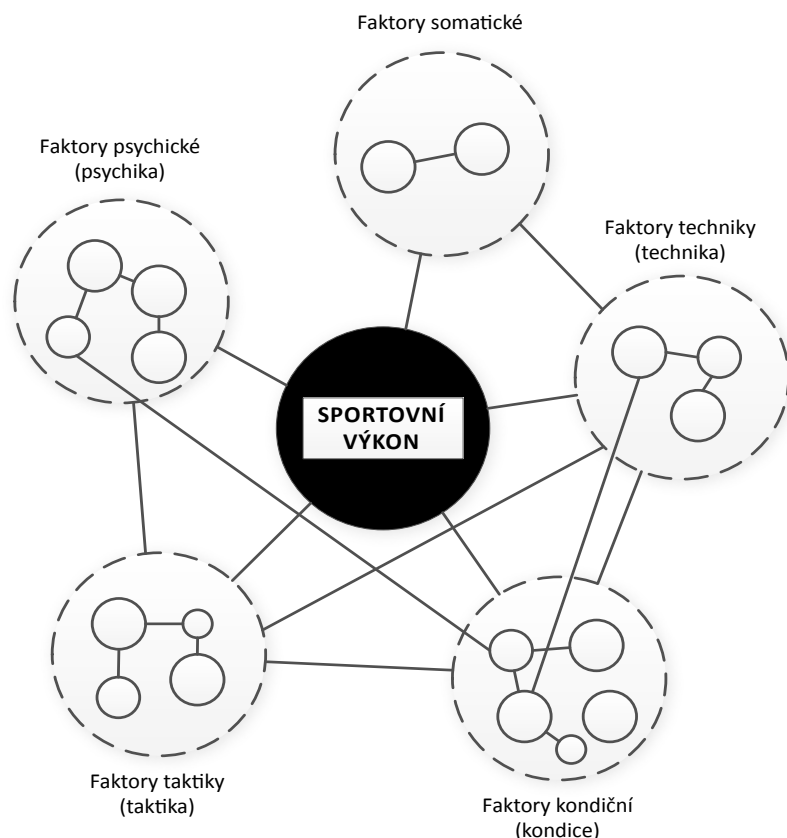 Faktory somatické
Faktory psychické
(psychika)
Faktory techniky
(technika)
SPORTOVNÍ
VÝKON
Faktory taktiky
(taktika)
Faktory kondiční
(kondice)